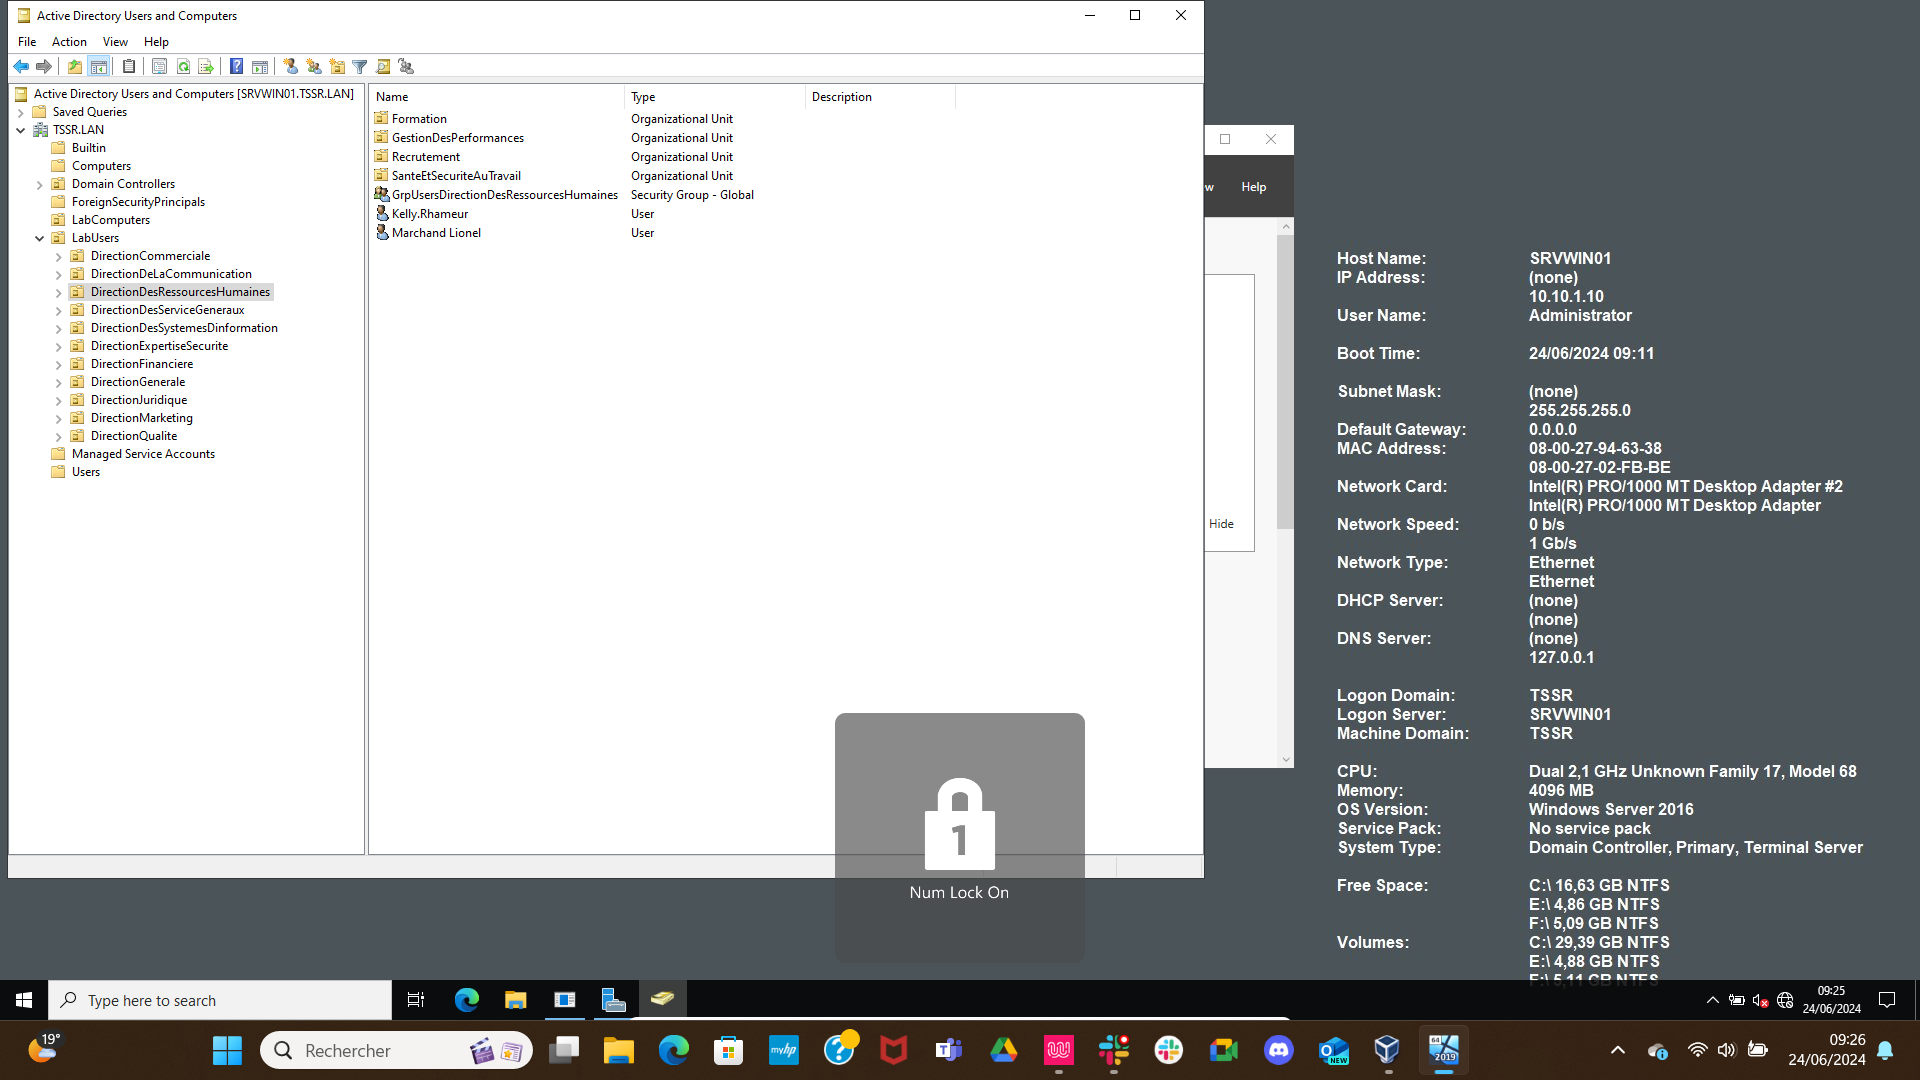 Active Directory Users and Computers
File Action View Help
Active Directory Users and Computers [SRVWIN01.TSSR.LAN]
Saved Queries
TSSR.LAN
Builtin
Computers
Domain Controllers
ForeignSecurityPrincipals
LabComputers
LabUsers
DirectionCommerciale
DirectionDeLaCommunication
DirectionDesRessourcesHumaines
DirectionDesServiceGeneraux
DirectionDesSystemesDinformation
DirectionExpertiseSecurite
DirectionFinanciere
DirectionGenerale
DirectionJuridique
DirectionMarketing
DirectionQualite
Managed Service Accounts
Users
Name Type Description
Formation Organizational Unit
GestionDesPerformances Organizational Unit
Recrutement Organizational Unit
SanteEtSecuriteAuTravail Organizational Unit
GrpUsersDirectionDesRessourcesHumaines Security Group - Global
Kelly.Rhameur User
Marchand Lionel User
w Help
Hide
Host Name: SRVWIN01
IP Address: (none)
10.10.1.10
User Name: Administrator
Boot Time: 24/06/2024 09:11
Subnet Mask: (none)
255.255.255.0
Default Gateway: 0.0.0.0
MAC Address: 08-00-27-94-63-38
08-00-27-02-FB-BE
Network Card: Intel(R) PRO/1000 MT Desktop Adapter #2
Intel(R) PRO/1000 MT Desktop Adapter
Network Speed: 0 b/s
1 Gb/s
Network Type: Ethernet
Ethernet
DHCP Server: (none)
(none)
DNS Server: (none)
127.0.0.1
Logon Domain: TSSR
Logon Server: SRVWIN01
Machine Domain: TSSR
CPU: Dual 2,1 GHz Unknown Family 17, Model 68
Memory: 4096 MB
OS Version: Windows Server 2016
Service Pack: No service pack
System Type: Domain Controller, Primary, Terminal Server
Free Space: C:\ 16,63 GB NTFS
E:\ 4,86 GB NTFS
F:\ 5,09 GB NTFS
Volumes: C:\ 29,39 GB NTFS
E:\ 4,88 GB NTFS
F:\ 5,11 GB NTFS
1
Num Lock On
Type here to search
09:25
24/06/2024
19°
Rechercher
myhp
NEW
64
2019
09:26
24/06/2024